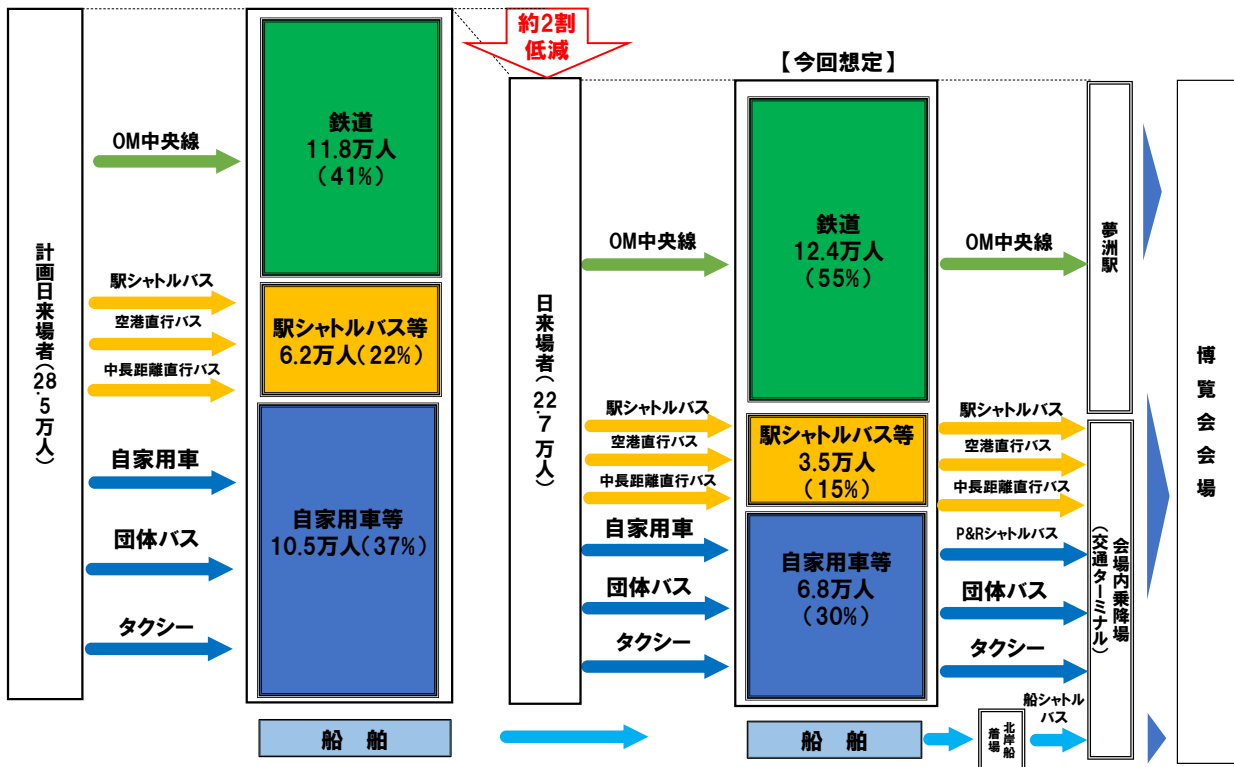 計画日来場者(28.5万人)
OM中央線
駅シャトルバス
空港直行バス
中長距離直行バス
自家用車
団体バス
タクシー
鉄道
11.8万人
(41%)
駅シャトルバス等
6.2万人(22%)
自家用車等
10.5万人(37%)
船 舶
約2割
低減
日来場者(22.7万人)
OM中央線
駅シャトルバス
空港直行バス
中長距離直行バス
自家用車
団体バス
タクシー
【今回想定】
鉄道
12.4万人
(55%)
駅シャトルバス等
3.5万人
(15%)
自家用車等
6.8万人
(30%)
船 舶
OM中央線
駅シャトルバス
空港直行バス
中長距離直行バス
P&Rシャトルバス
団体バス
タクシー
船シャトル
バス
北岸船
着場
夢洲駅
会場内乗降場
(交通ターミナル)
博覧会会場